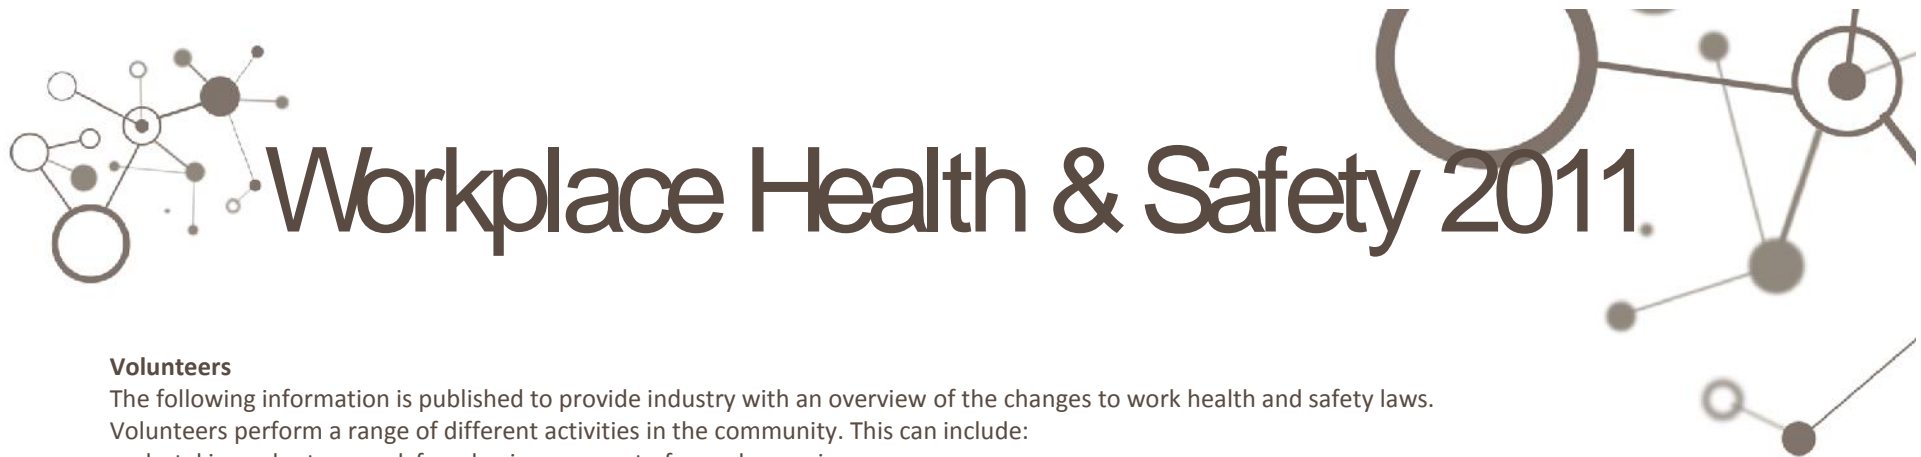 Workplace Health & Safety 2011
Volunteers
The following information is published to provide industry with an overview of the changes to work health and safety laws.
Volunteers perform a range of different activities in the community. This can include: